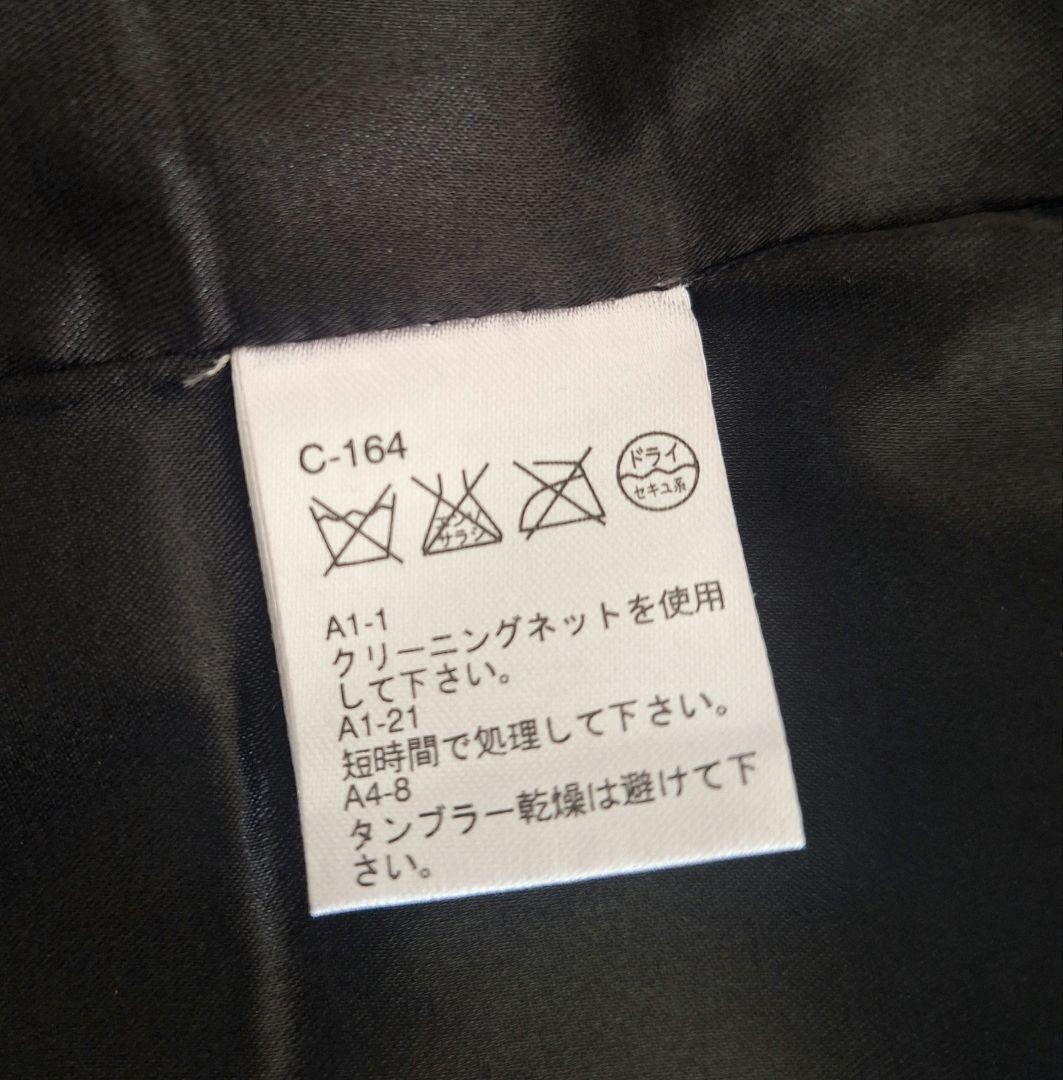 C-164
エンソ
サラシ
ドライ
セキユ系
A1-1
クリーニングネットを使用
して下さい。
A1-21
短時間で処理して下さい。
A4-8
タンブラー乾燥は避けて下
さい。